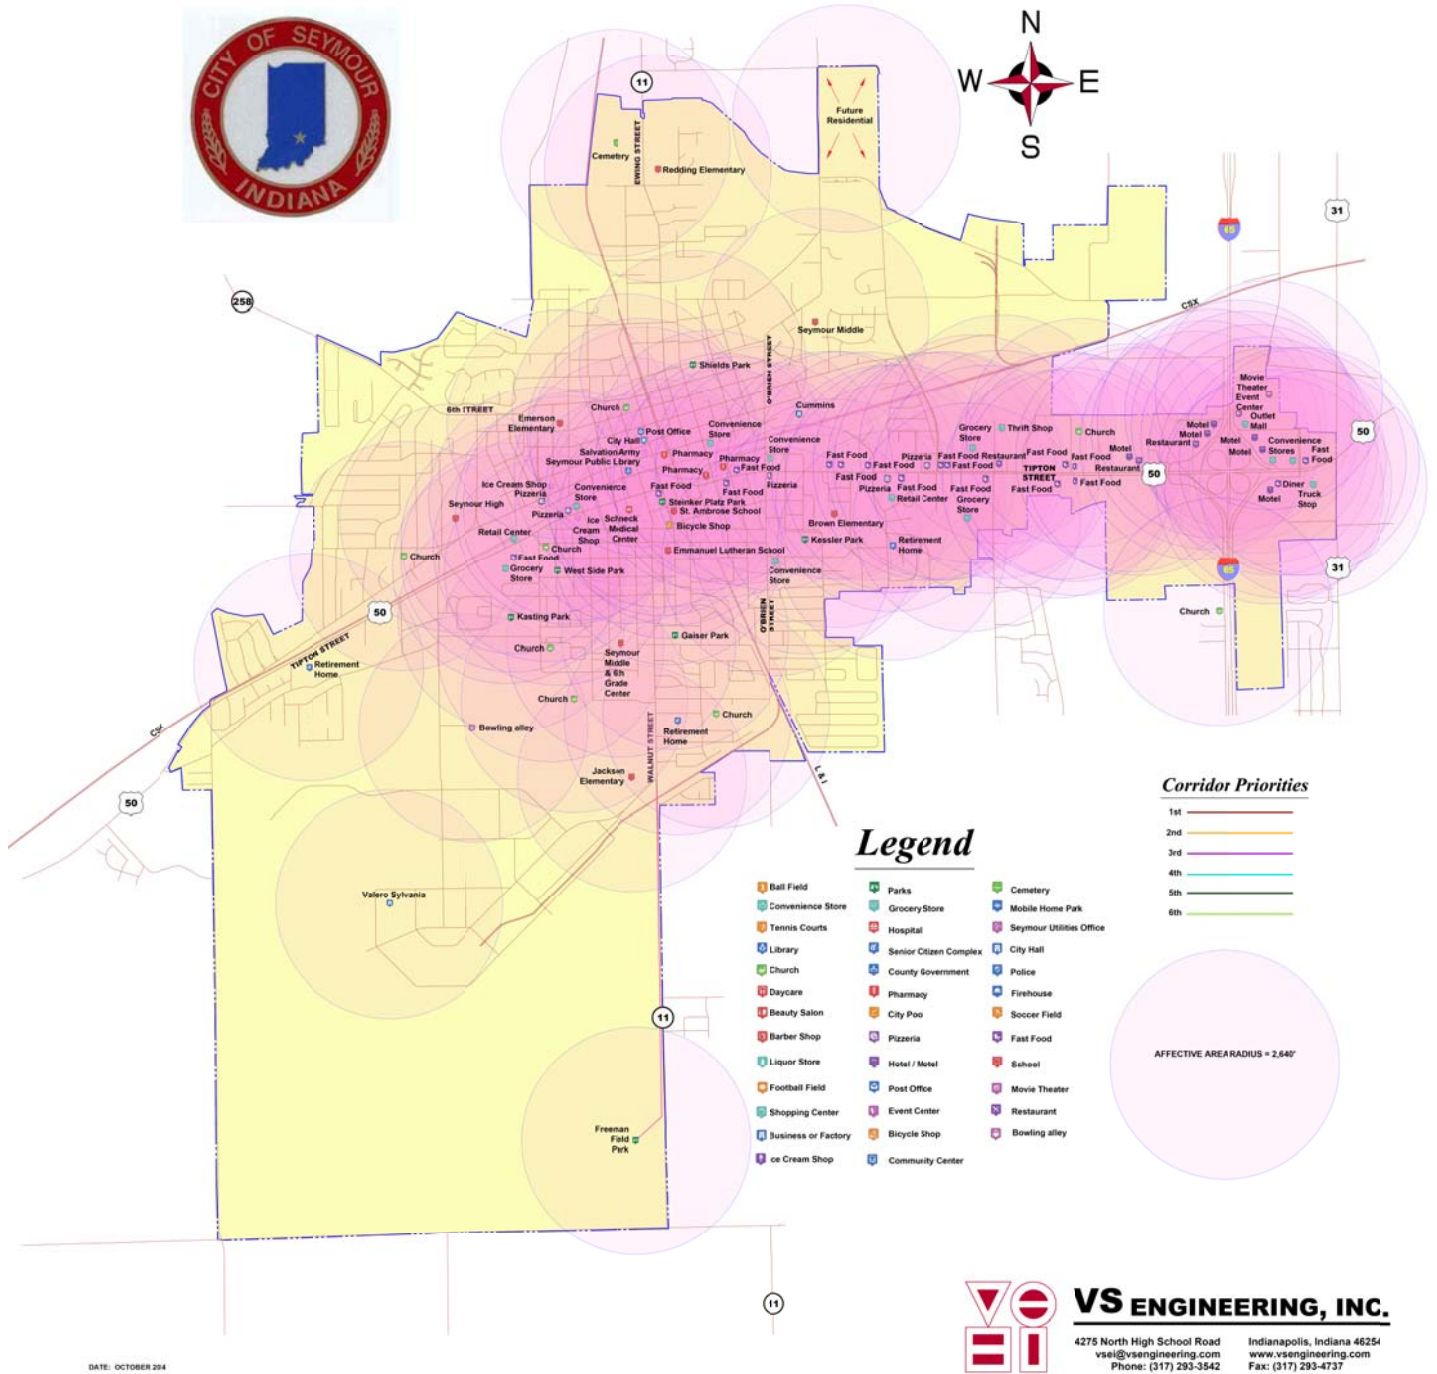 CITY OF SEYMOUR
INDIANA
N
W
E
S
11
Future
Residential
EWING STREET
Cemetery
Redding Elementary
31
65
258
CSX
Seymour Middle
O'BRIEN STREET
Shields Park
6th STREET
Church
Cummins
Emerson
Elementary
Post Office
City Hall
Convenience
Store
Salvation Army
Seymour Public Library
Pharmacy
Pharmacy
Pharmacy
Fast Food
Convenience
Store
Pizzeria
Fast Food
Fast Food
Ice Cream Shop
Pizzeria
Convenience
Store
Pizzeria
Steinker Platz Park
St. Ambrose School
Seymour High
Ice
Cream
Shop
Schneck
Medical
Center
Bicycle Shop
Retail Center
Church
Church
Fast Food
Grocery
Store
West Side Park
Emmanuel Lutheran School
Kessler Park
Brown Elementary
Retirement
Home
Convenience
Store
Fast Food
Fast Food
Pizzeria
Fast Food
Fast Food
Restaurant
Pizzeria
Fast Food
Retail Center
Fast Food
Grocery
Store
Grocery
Store
Thrift Shop
Church
Fast Food
Fast Food
TIPTON
STREET
Fast Food
Fast Food
Motel
Restaurant
50
Movie
Theater
Event
Center
Outlet
Mall
Motel
Motel
Restaurant
Motel
Motel
Convenience
Stores
Fast
Food
50
Diner
Motel
Truck
Stop
65
31
Church
50
Kasting Park
O'BRIEN
STREET
Gaiser Park
Church
Seymour
Middle
& 6th
Grade
Center
TIPTON STREET
Retirement
Home
Church
Church
Bowling alley
Retirement
Home
WALNUT STREET
CSX
L & I
Jackson
Elementary
50
Valero Sylvania
11
Freeman
Field
Park
11
Corridor Priorities
1st
2nd
3rd
4th
5th
6th
Legend
Ball Field
Convenience Store
Tennis Courts
Library
Church
Daycare
Beauty Salon
Barber Shop
Liquor Store
Football Field
Shopping Center
Business or Factory
ce Cream Shop
Parks
Grocery Store
Hospital
Senior Citizen Complex
County Government
Pharmacy
City Poo
Pizzeria
Hotel / Motel
Post Office
Event Center
Bicycle Shop
Community Center
Cemetery
Mobile Home Park
Seymour Utilities Office
City Hall
Police
Firehouse
Soccer Field
Fast Food
School
Movie Theater
Restaurant
Bowling alley
AFFECTIVE AREA RADIUS = 2,640'
VS ENGINEERING, INC.
4275 North High School Road
Indianapolis, Indiana 46254
vsei@vsengineering.com
www.vsengineering.com
Phone: (317) 293-3542
Fax: (317) 293-4737
DATE: OCTOBER 204